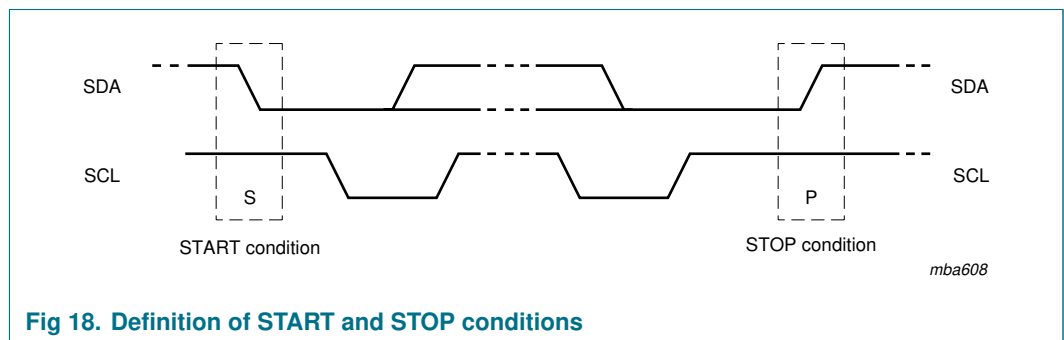 SDA SDA
SCL SCL
S P
START condition STOP condition
mba608
Fig 18. Definition of START and STOP conditions